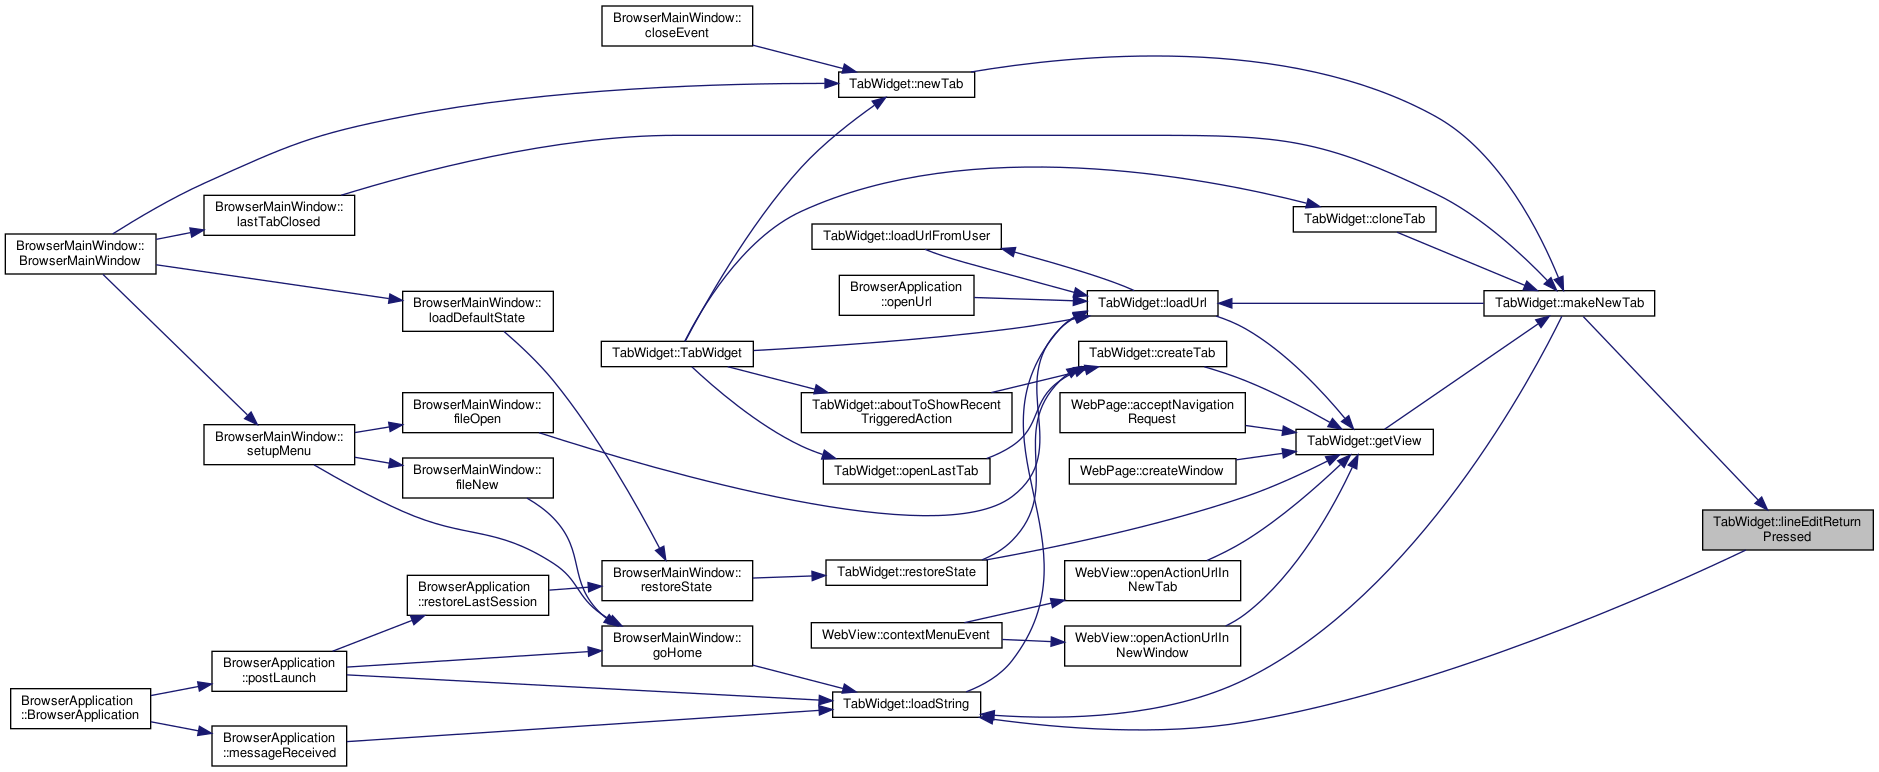 BrowserMainWindow::
closeEvent
TabWidget::newTab
BrowserMainWindow::
lastTabClosed
TabWidget::cloneTab
TabWidget::loadUrlFromUser
BrowserMainWindow::
BrowserMainWindow
BrowserApplication
::openUrl
BrowserMainWindow::
loadDefaultState
TabWidget::loadUrl
TabWidget::makeNewTab
TabWidget::TabWidget
TabWidget::createTab
BrowserMainWindow::
fileOpen
TabWidget::aboutToShowRecent
TriggeredAction
WebPage::acceptNavigation
Request
BrowserMainWindow::
setupMenu
TabWidget::getView
BrowserMainWindow::
fileNew
TabWidget::openLastTab
WebPage::createWindow
TabWidget::lineEditReturn
Pressed
BrowserMainWindow::
restoreState
TabWidget::restoreState
WebView::openActionUrlIn
NewTab
BrowserApplication
::restoreLastSession
WebView::contextMenuEvent
BrowserMainWindow::
goHome
WebView::openActionUrlIn
NewWindow
BrowserApplication
::postLaunch
BrowserApplication
::BrowserApplication
TabWidget::loadString
BrowserApplication
::messageReceived